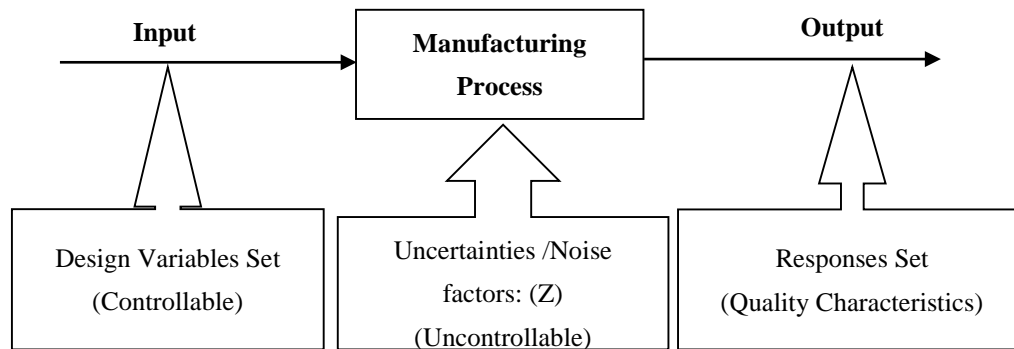 Input
Manufacturing
Process
Output
Design Variables Set
(Controllable)
Uncertainties /Noise
factors: (Z)
(Uncontrollable)
Responses Set
(Quality Characteristics)